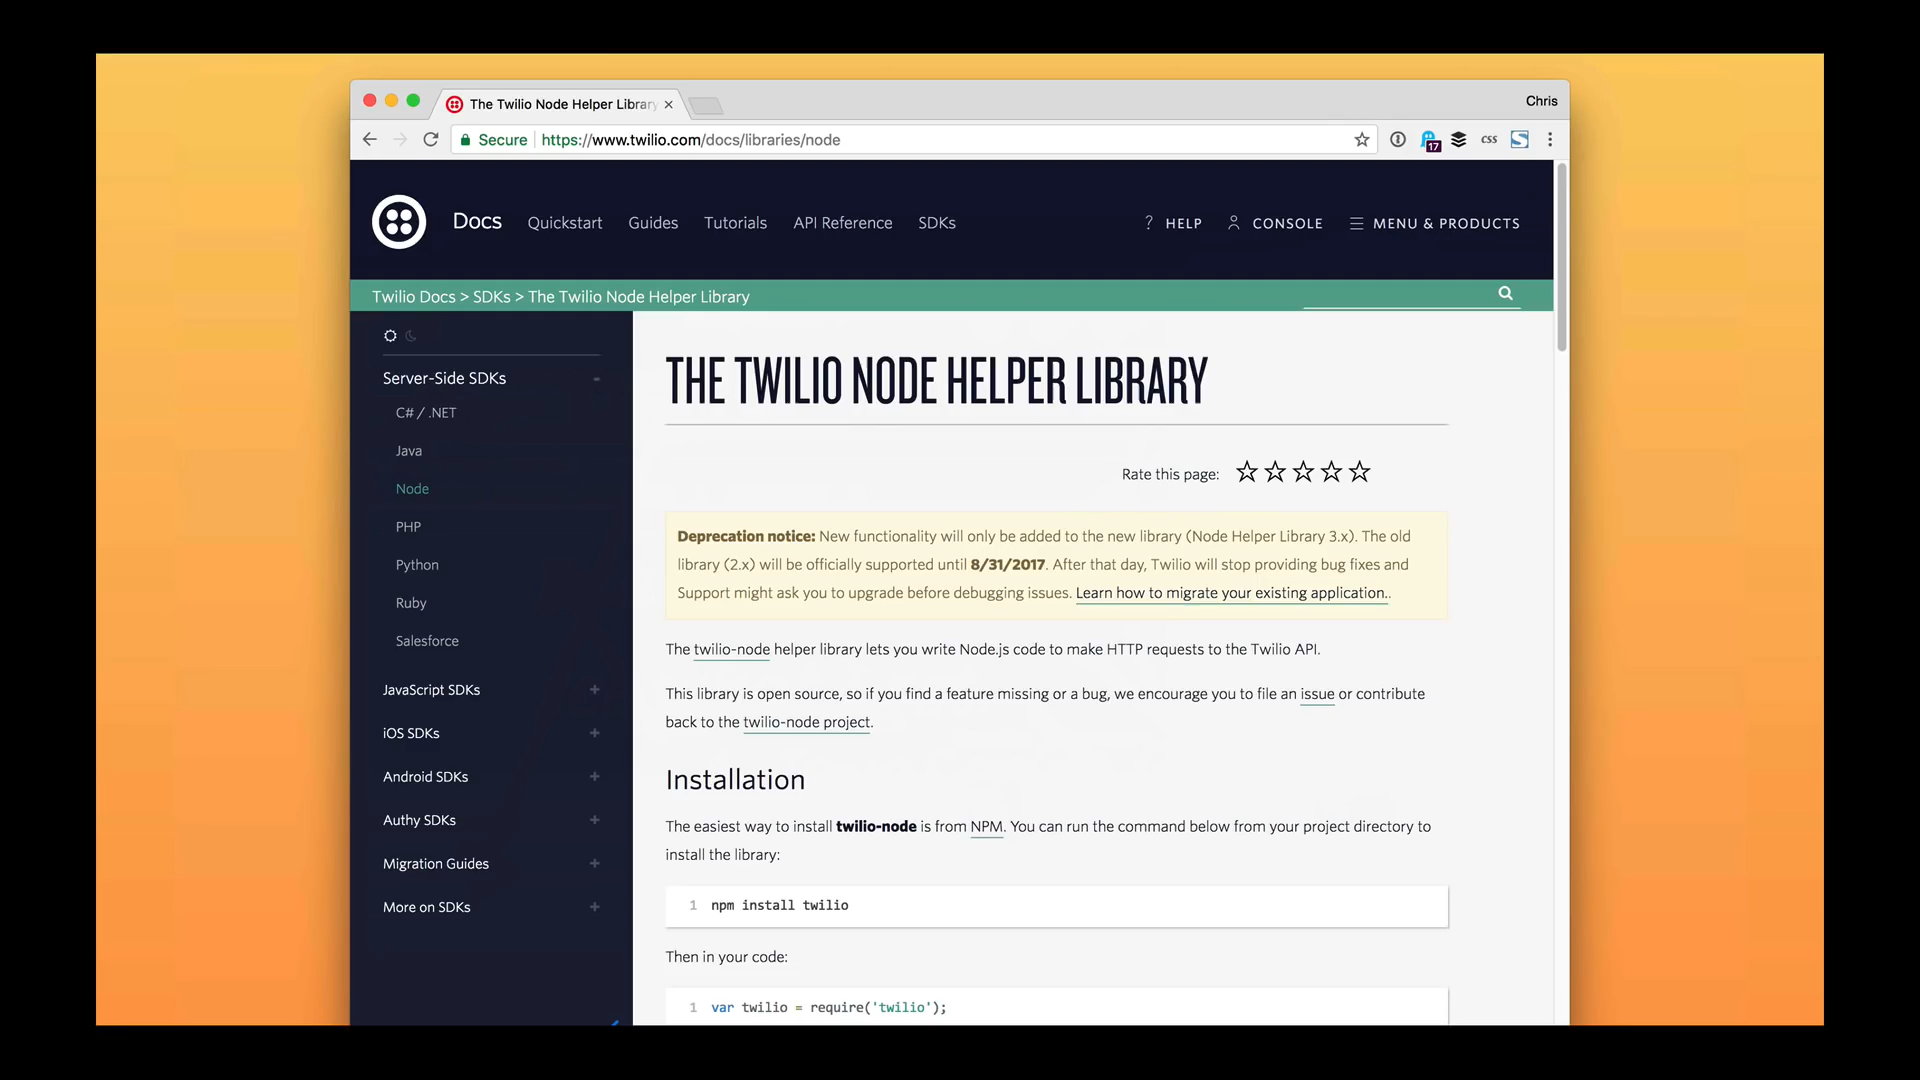 The Twilio Node Helper Library
Chris
Secure https://www.twilio.com/docs/libraries/node
17
css
S
Docs Quickstart Guides Tutorials API Reference SDKs ? HELP CONSOLE MENU & PRODUCTS
Twilio Docs > SDKs > The Twilio Node Helper Library
Server-Side SDKs -
C# / .NET
Java
Node
PHP
Python
Ruby
Salesforce
JavaScript SDKs +
iOS SDKs +
Android SDKs +
Authy SDKs +
Migration Guides +
More on SDKs +
THE TWILIO NODE HELPER LIBRARY
Rate this page:
Deprecation notice: New functionality will only be added to the new library (Node Helper Library 3.x). The old
library (2.x) will be officially supported until 8/31/2017. After that day, Twilio will stop providing bug fixes and
Support might ask you to upgrade before debugging issues. Learn how to migrate your existing application..
The twilio-node helper library lets you write Node.js code to make HTTP requests to the Twilio API.
This library is open source, so if you find a feature missing or a bug, we encourage you to file an issue or contribute
back to the twilio-node project.
Installation
The easiest way to install twilio-node is from NPM. You can run the command below from your project directory to
install the library:
1 npm install twilio
Then in your code:
1 var twilio = require('twilio');